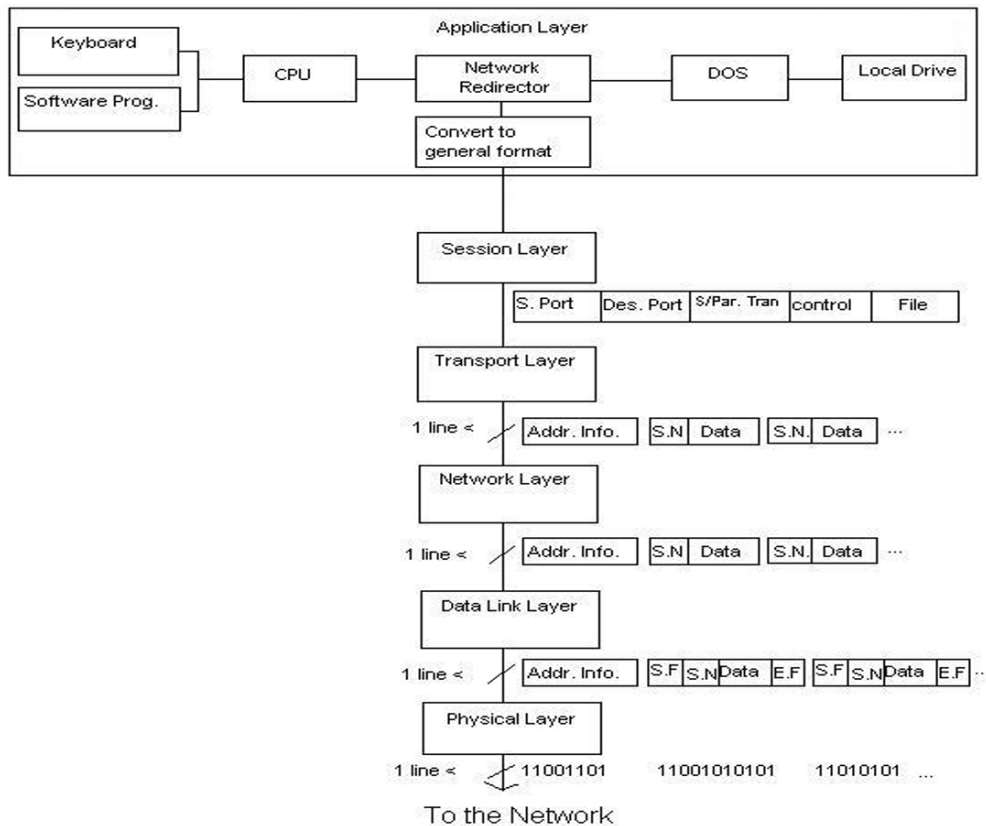 Application Layer
Keyboard
Software Prog.
CPU
Network
Redirector
DOS
Local Drive
Convert to
general format
Session Layer
S. Port Des. Port S/Par. Tran control File
Transport Layer
1 line < Addr. Info. S.N Data S.N. Data ...
Network Layer
1 line < Addr. Info. S.N Data S.N. Data ...
Data Link Layer
1 line < Addr. Info. S.F S.N Data E.F S.F S.N Data E.F ...
Physical Layer
1 line < 11001101 11001010101 11010101 ...
To the Network